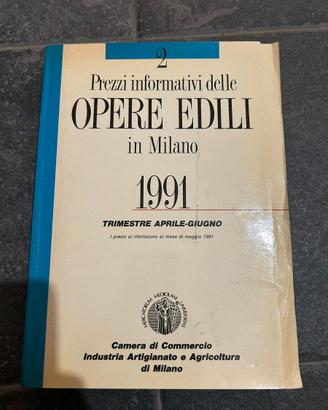 2
Prezzi informativi delle
OPERE EDILI
in Milano
1991
TRIMESTRE APRILE-GIUGNO
I prezzi si riferiscono al mese di maggio 1991
Camera di Commercio
Industria Artigianato e Agricoltura
di Milano